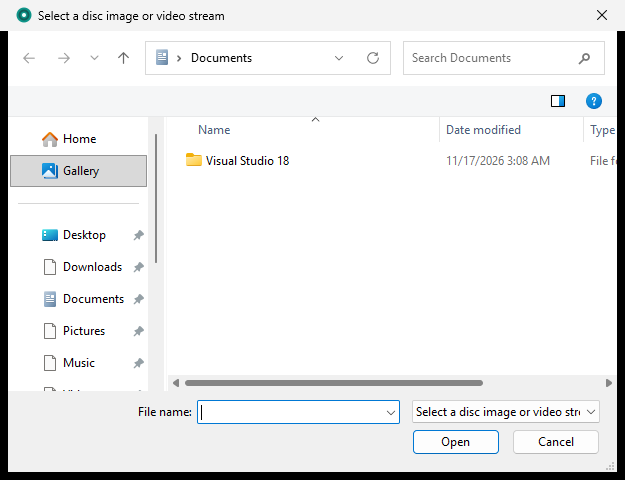 Select a disc image or video stream
Documents
Search Documents
Home
Gallery
Desktop
Downloads
Documents
Pictures
Music
Name
Date modified
Type
Visual Studio 18
11/17/2026 3:08 AM
File f
File name:
Select a disc image or video stre
Open
Cancel